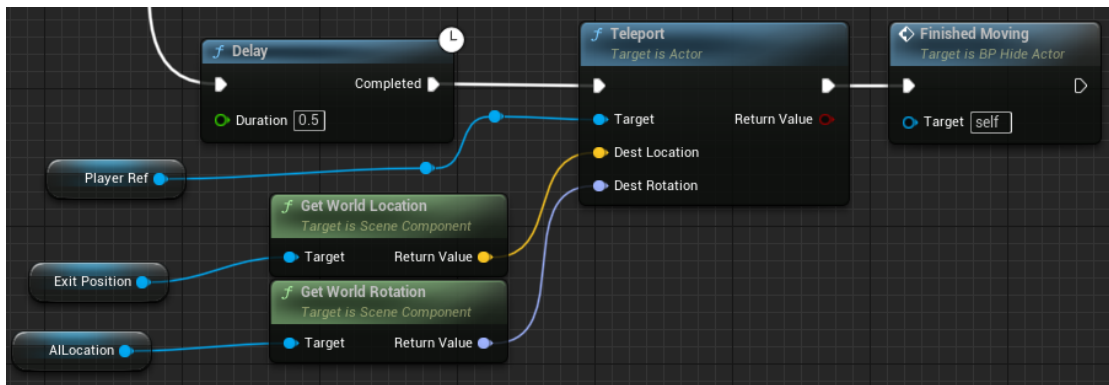 Delay
Completed
Duration 0.5
Teleport
Target is Actor
Target
Return Value
Dest Location
Dest Rotation
Finished Moving
Target is BP Hide Actor
Target self
Player Ref
Get World Location
Target is Scene Component
Target
Return Value
Exit Position
Get World Rotation
Target is Scene Component
Target
Return Value
AILocation